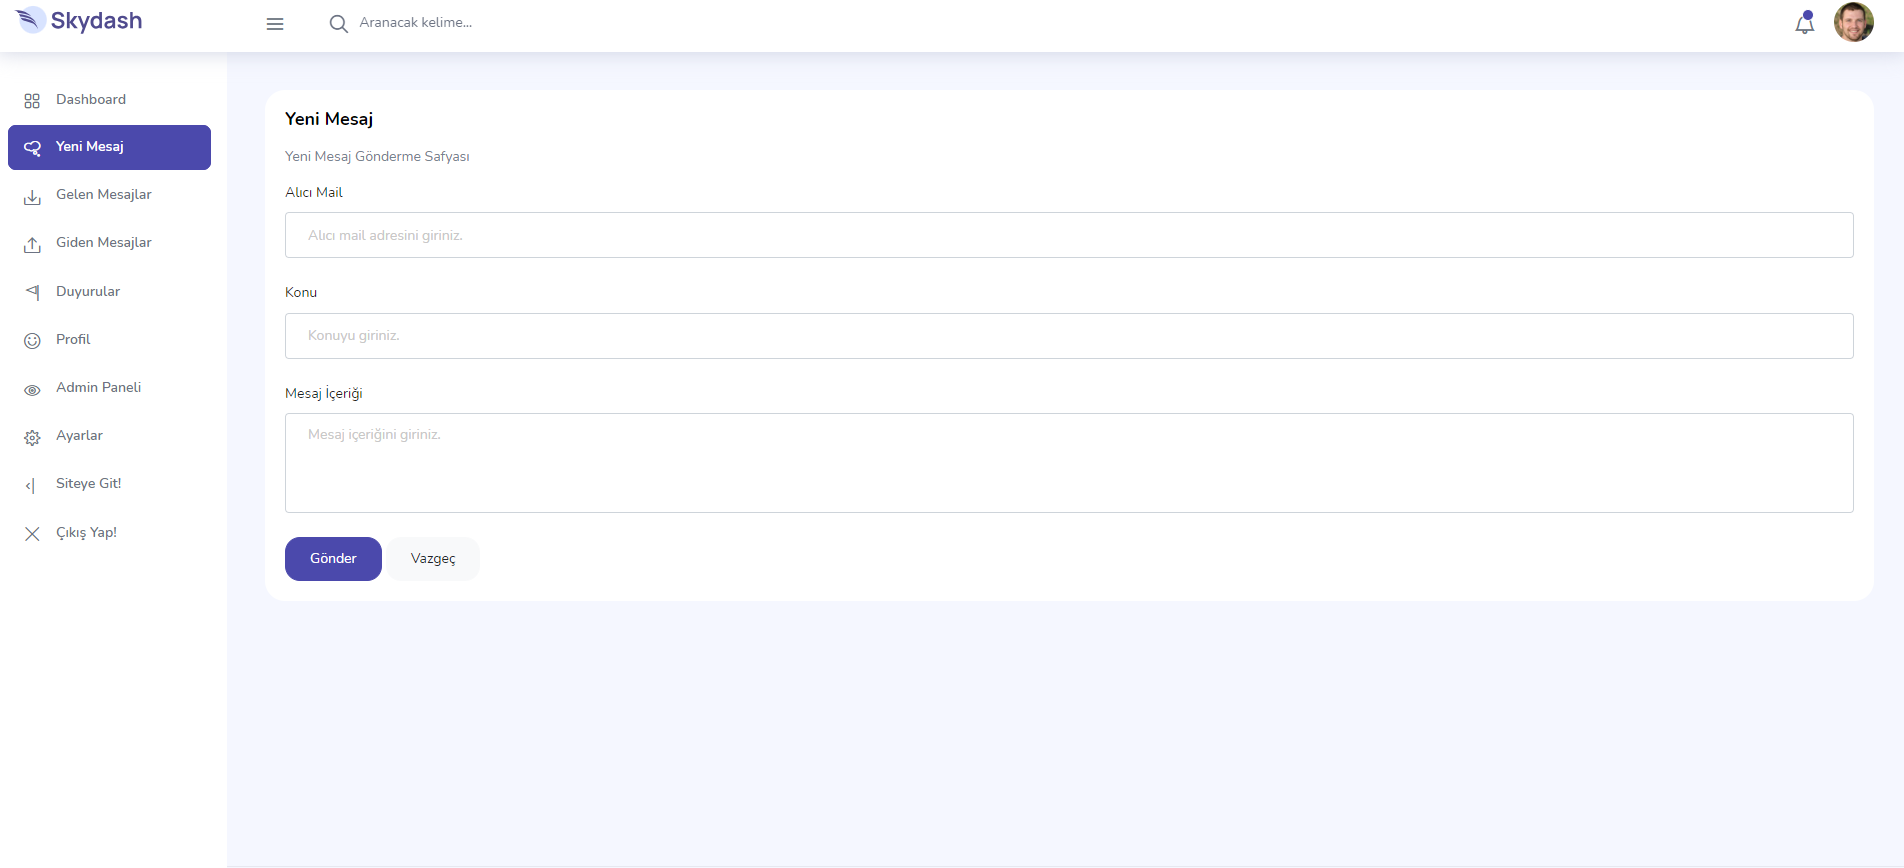 Skydash
Aranacak kelime...
Dashboard
Yeni Mesaj
Gelen Mesajlar
Giden Mesajlar
Duyurular
Profil
Admin Paneli
Ayarlar
Siteye Git!
Çıkış Yap!
Yeni Mesaj
Yeni Mesaj Gönderme Safyası
Alıcı Mail
Alıcı mail adresini giriniz.
Konu
Konuyu giriniz.
Mesaj İçeriği
Mesaj içeriğini giriniz.
Gönder Vazgeç